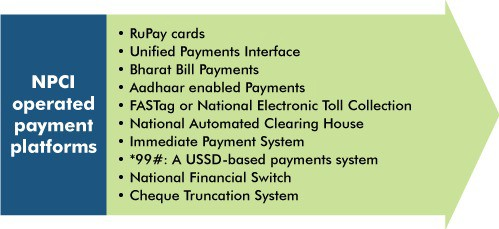 NPCI
operated
payment
platforms
• RuPay cards
• Unified Payments Interface
• Bharat Bill Payments
• Aadhaar enabled Payments
• FASTag or National Electronic Toll Collection
• National Automated Clearing House
• Immediate Payment System
• *99#: A USSD-based payments system
• National Financial Switch
• Cheque Truncation System